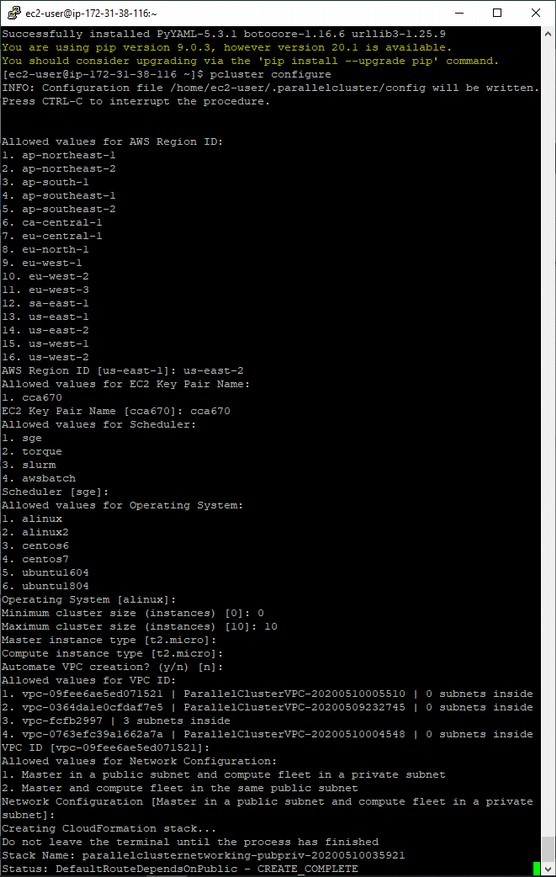 ec2-user@ip-172-31-38-116:~
Successfully installed PyYAML-5.3.1 botocore-1.16.6 urllib3-1.25.9
You are using pip version 9.0.3, however version 20.1 is available.
You should consider upgrading via the 'pip install --upgrade pip' command.
[ec2-user@ip-172-31-38-116 ~]$ pcluster configure
INFO: Configuration file /home/ec2-user/.parallelcluster/config will be written.
Press CTRL-C to interrupt the procedure.
Allowed values for AWS Region ID:
1. ap-northeast-1
2. ap-northeast-2
3. ap-south-1
4. ap-southeast-1
5. ap-southeast-2
6. ca-central-1
7. eu-central-1
8. eu-north-1
9. eu-west-1
10. eu-west-2
11. eu-west-3
12. sa-east-1
13. us-east-1
14. us-east-2
15. us-west-1
16. us-west-2
AWS Region ID [us-east-1]: us-east-2
Allowed values for EC2 Key Pair Name:
1. cca670
EC2 Key Pair Name [cca670]: cca670
Allowed values for Scheduler:
1. sge
2. torque
3. slurm
4. awsbatch
Scheduler [sge]:
Allowed values for Operating System:
1. alinux
2. alinux2
3. centos6
4. centos7
5. ubuntu1604
6. ubuntu1804
Operating System [alinux]:
Minimum cluster size (instances) [0]: 0
Maximum cluster size (instances) [10]: 10
Master instance type [t2.micro]:
Compute instance type [t2.micro]:
Automate VPC creation? (y/n) [n]:
Allowed values for VPC ID:
1. vpc-09fee6ae5ed071521 | ParallelClusterVPC-20200510005510 | 0 subnets inside
2. vpc-0364da1e0cfdaf7e5 | ParallelClusterVPC-20200509232745 | 0 subnets inside
3. vpc-fcfb2997 | 3 subnets inside
4. vpc-0763efc39a1662a7a | ParallelClusterVPC-20200510004548 | 0 subnets inside
VPC ID [vpc-09fee6ae5ed071521]:
Allowed values for Network Configuration:
1. Master in a public subnet and compute fleet in a private subnet
2. Master and compute fleet in the same public subnet
Network Configuration [Master in a public subnet and compute fleet in a private
subnet]:
Creating CloudFormation stack...
Do not leave the terminal until the process has finished
Stack Name: parallelclusternetworking-pubpriv-20200510035921
Status: DefaultRouteDependsOnPublic - CREATE_COMPLETE